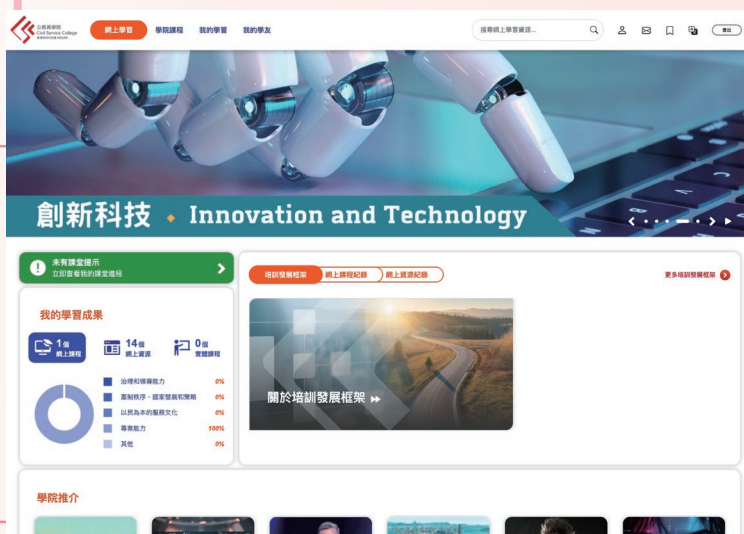 公務員學院
Civil Service College
網上學習
學院課程
我的學習
我的學友
搜尋網上學習資源...
登出
創新科技 ◆ Innovation and Technology
未有課堂提示
立即查看我的課堂進程
培訓發展框架
網上課程紀錄
網上資源紀錄
更多培訓發展框架
我的學習成果
1個
網上課程
14個
網上資源
0個
實體課程
治理和領導能力 0%
憲制秩序、國家發展和策略 0%
以民為本的服務文化 0%
專業能力 100%
其他 0%
關於培訓發展框架
學院推介